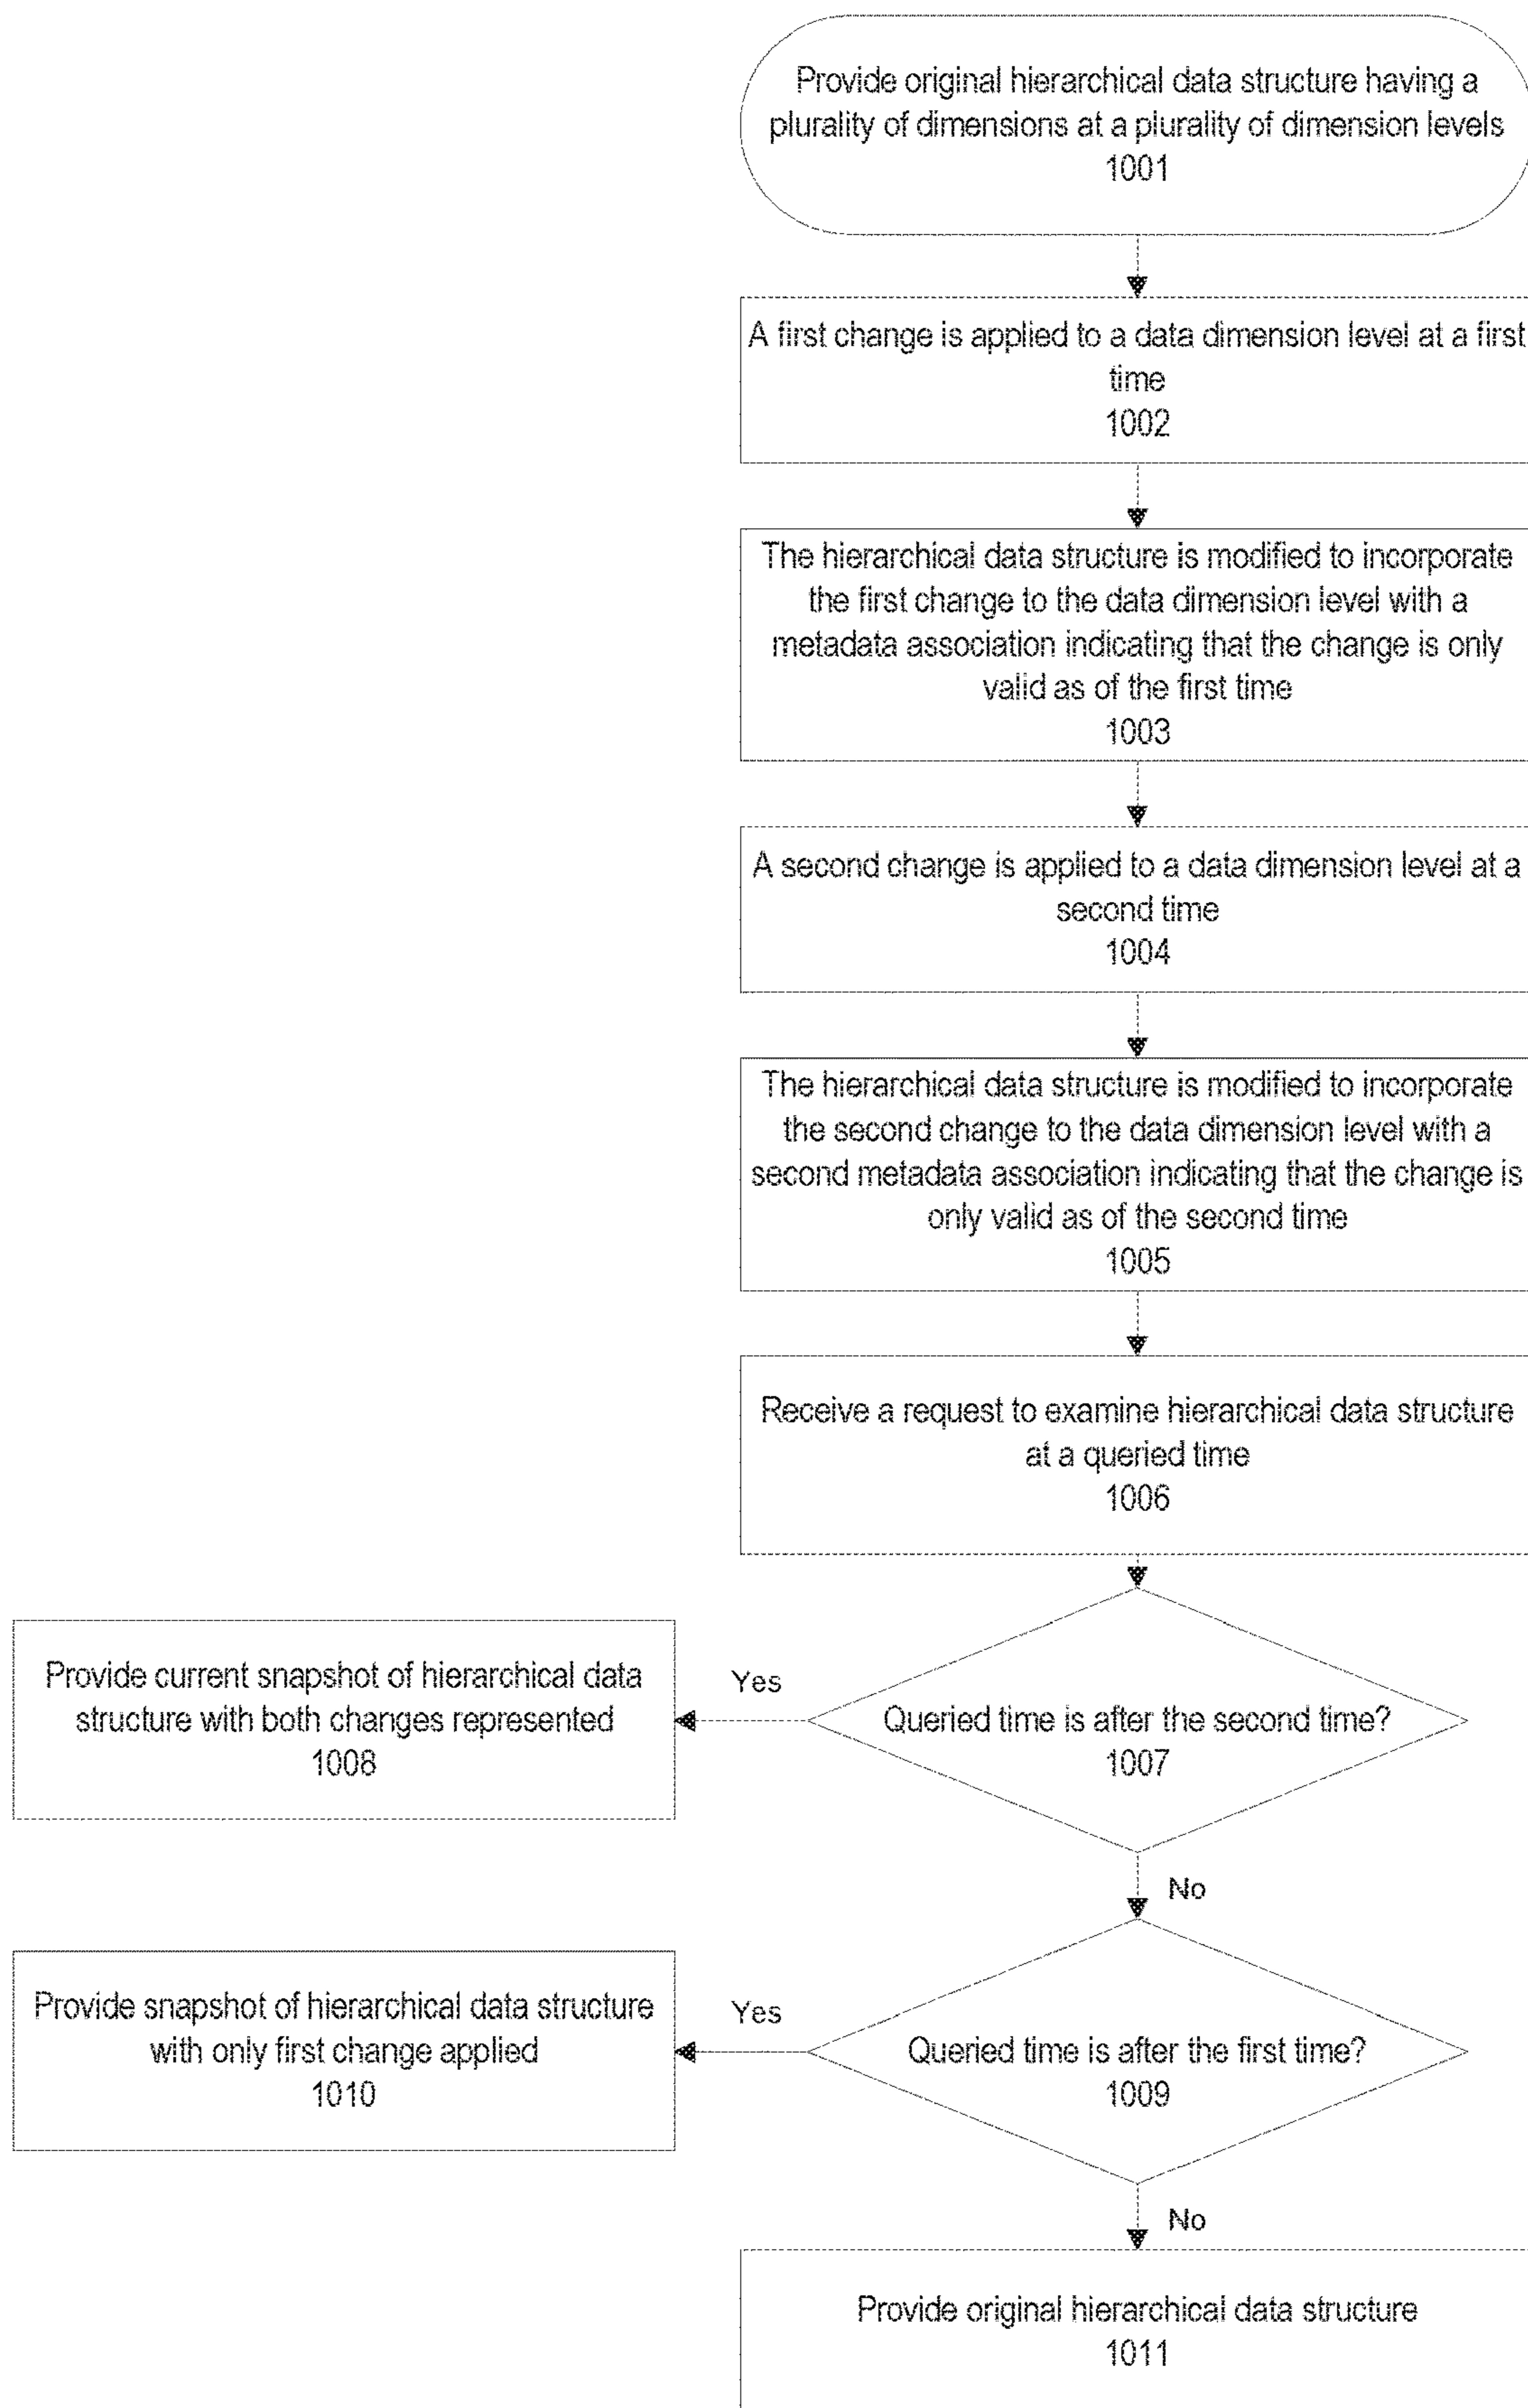 Provide original hierarchical data structure having a
plurality of dimensions at a plurality of dimension levels
1001
A first change is applied to a data dimension level at a first
time
1002
The hierarchical data structure is modified to incorporate
the first change to the data dimension level with a
metadata association indicating that the change is only
valid as of the first time
1003
A second change is applied to a data dimension level at a
second time
1004
The hierarchical data structure is modified to incorporate
the second change to the data dimension level with a
second metadata association indicating that the change is
only valid as of the second time
1005
Receive a request to examine hierarchical data structure
at a queried time
1006
Queried time is after the second time?
1007
Yes
Provide current snapshot of hierarchical data
structure with both changes represented
1008
No
Queried time is after the first time?
1009
Yes
Provide snapshot of hierarchical data structure
with only first change applied
1010
No
Provide original hierarchical data structure
1011